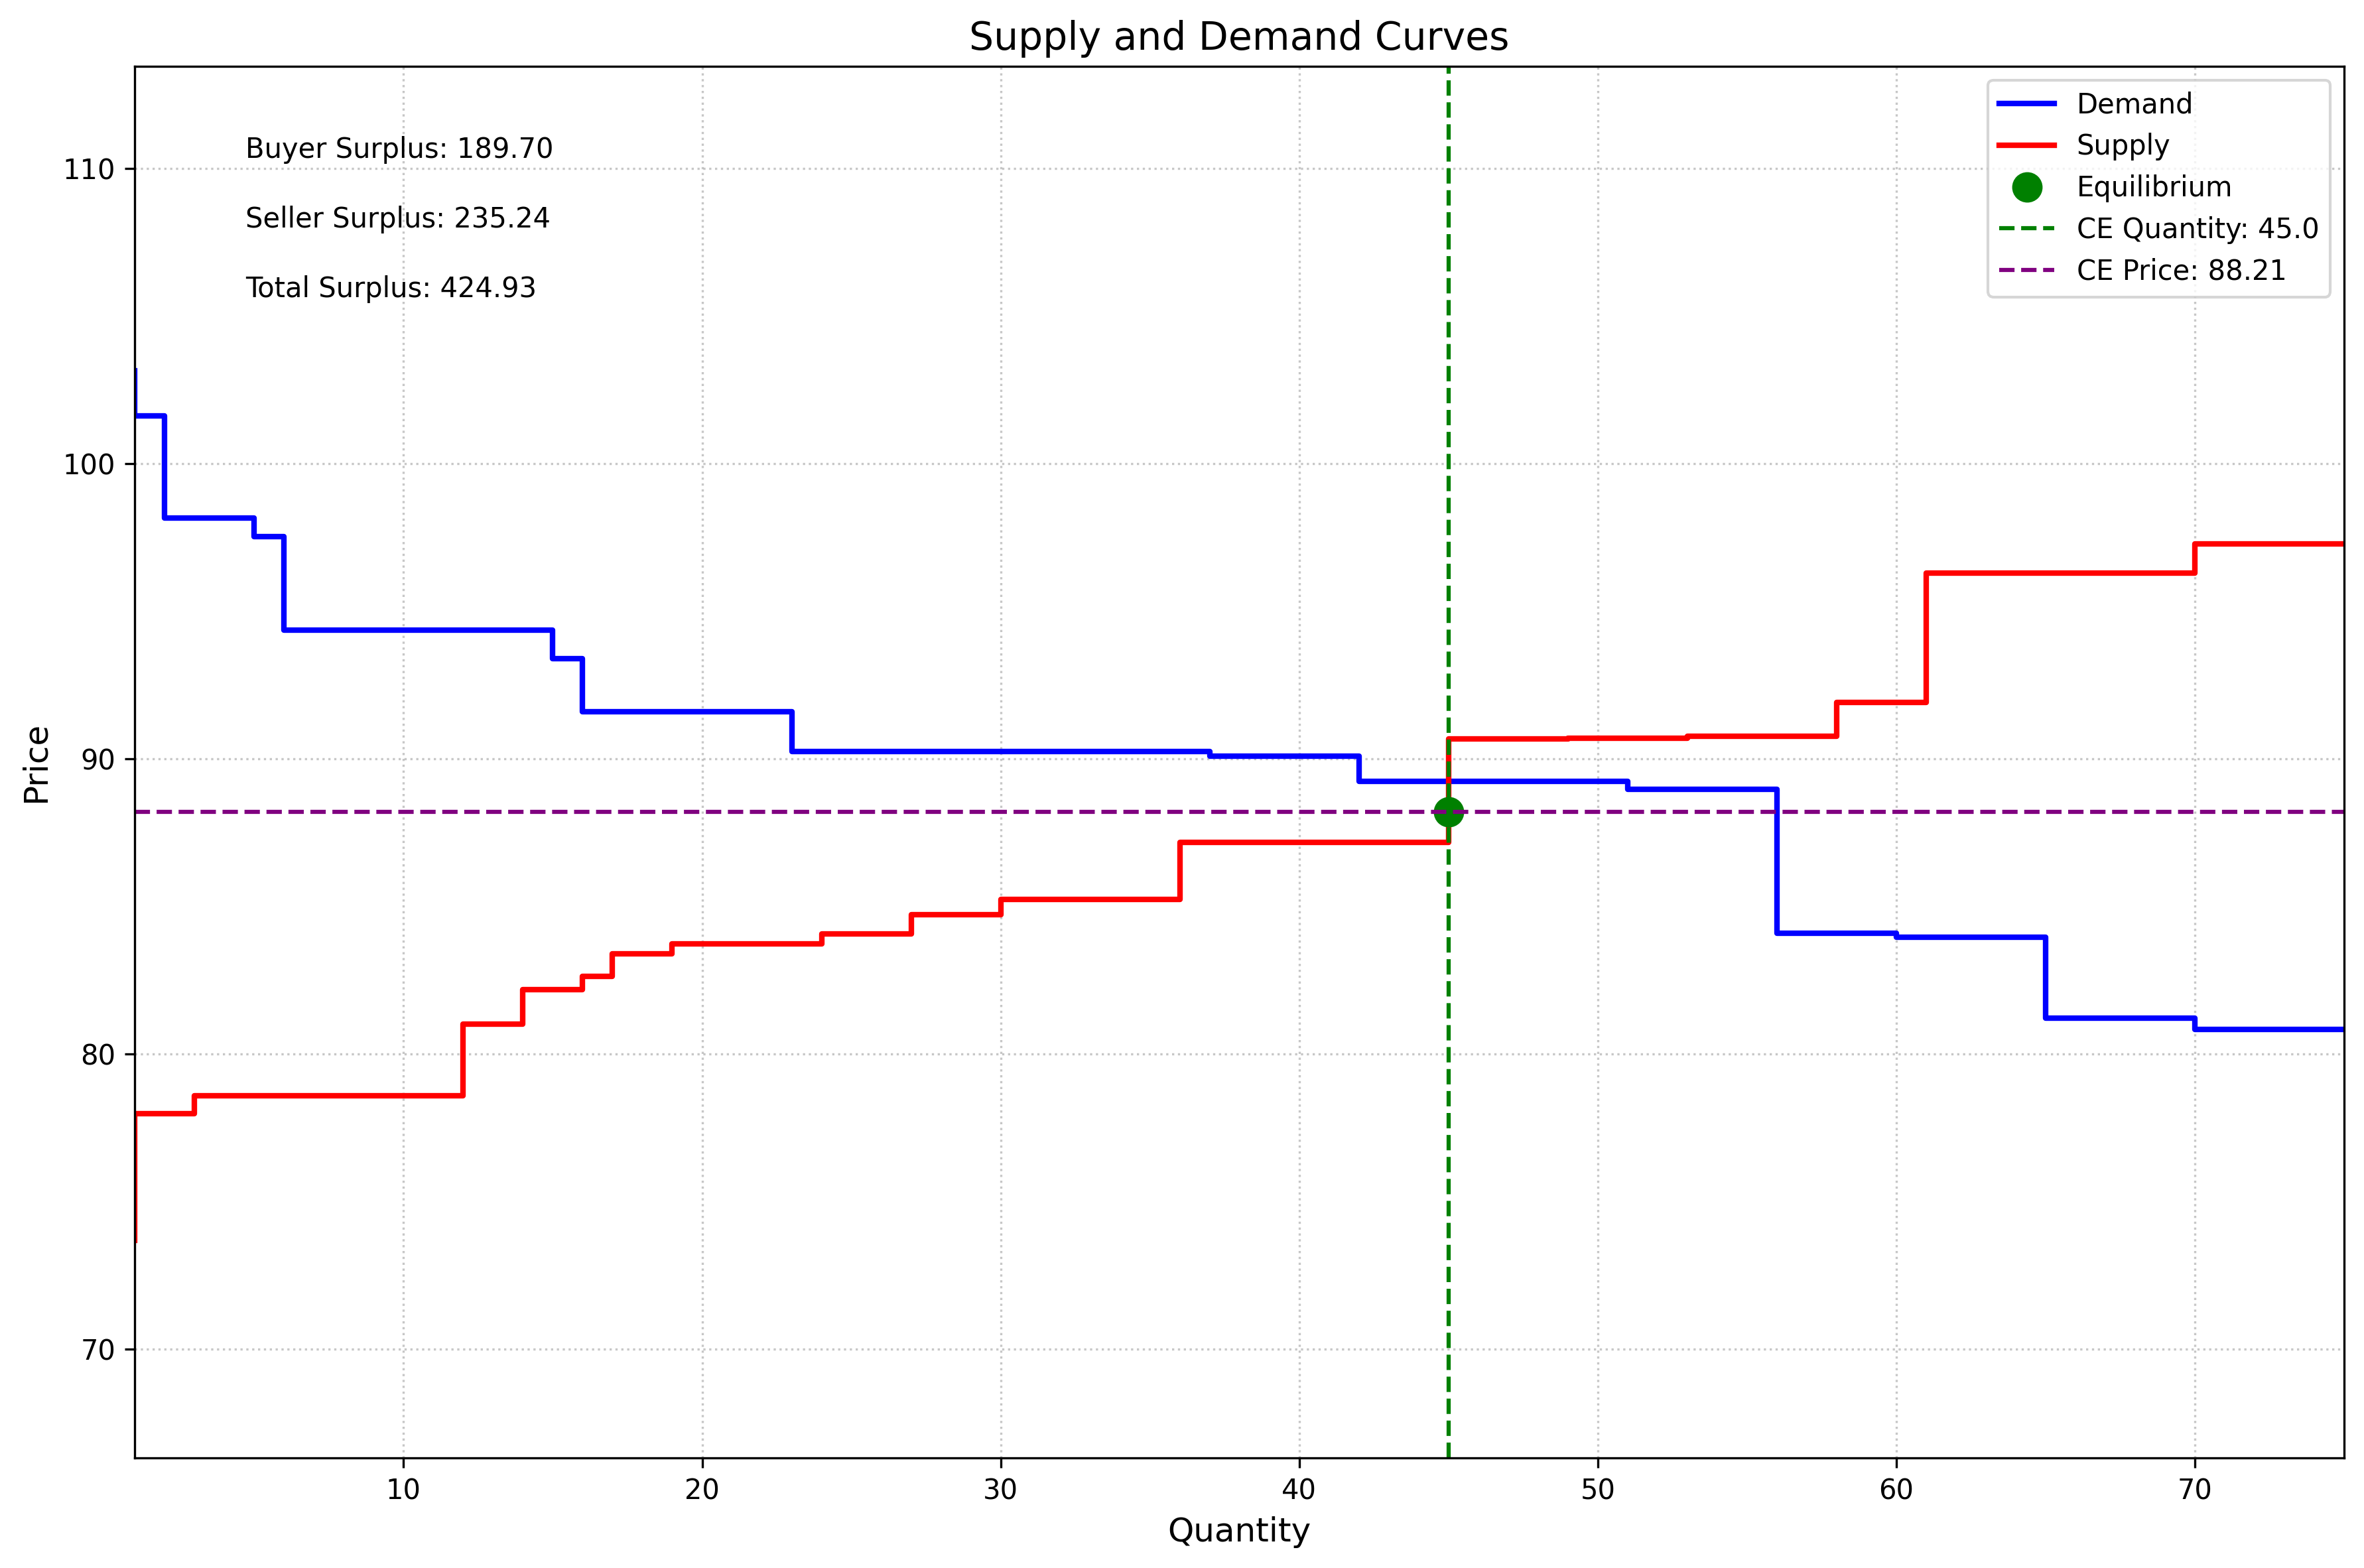 Supply and Demand Curves
Buyer Surplus: 189.70
Seller Surplus: 235.24
Total Surplus: 424.93
Demand
Supply
Equilibrium
CE Quantity: 45.0
CE Price: 88.21
Price
110
100
90
80
70
10 20 30 40 50 60 70
Quantity